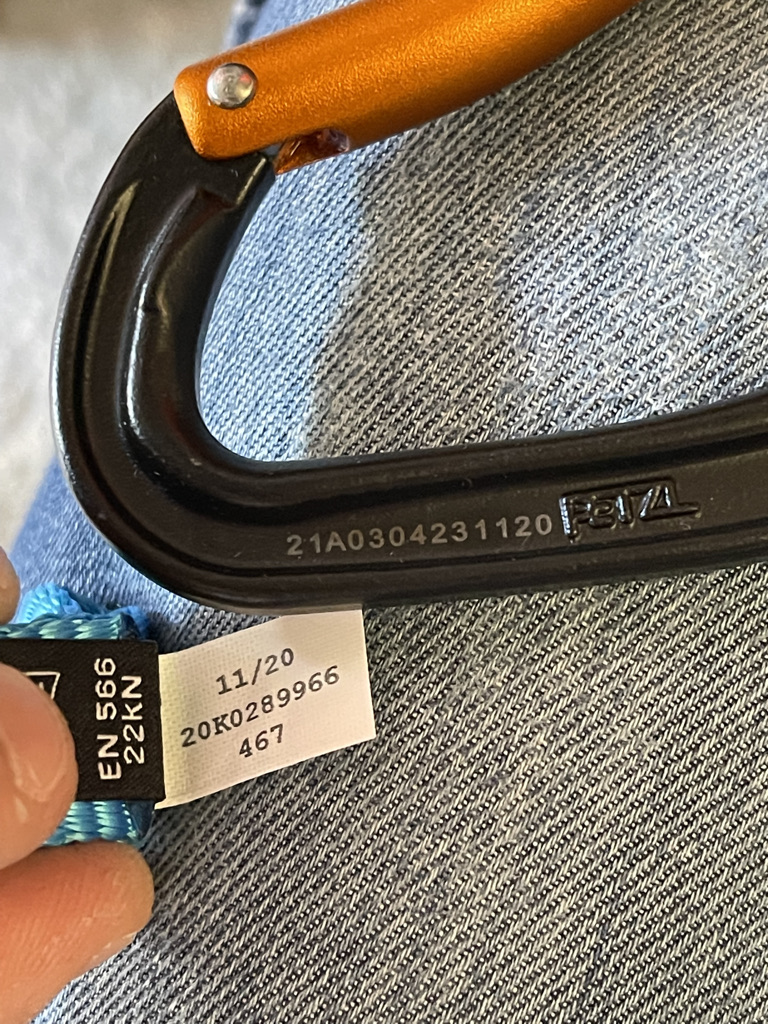 21A0304231120 PETZL
EN 566
22KN
11/20
20K0289966
467